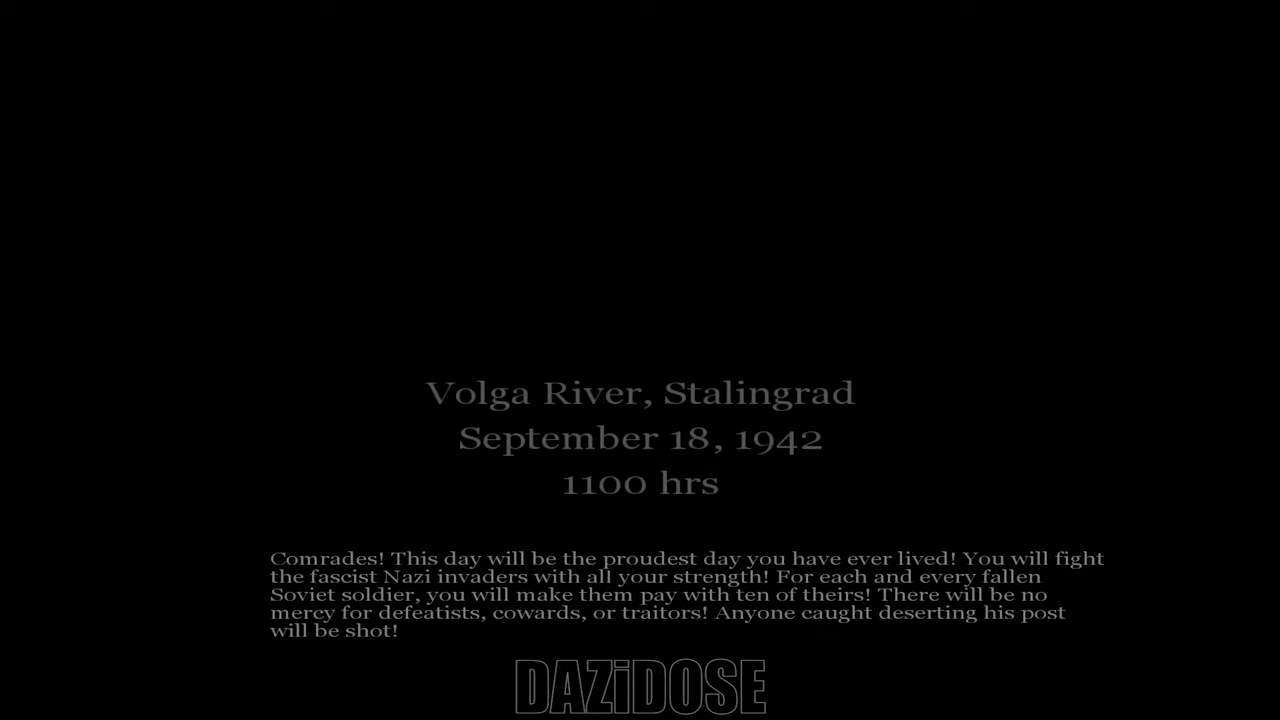 Volga River, Stalingrad
September 18, 1942
1100 hrs
Comrades! This day will be the proudest day you have ever lived! You will fight
the fascist Nazi invaders with all your strength! For each and every fallen
Soviet soldier, you will make them pay with ten of theirs! There will be no
mercy for defeatists, cowards, or traitors! Anyone caught deserting his post
will be shot!
DAZiDOSE